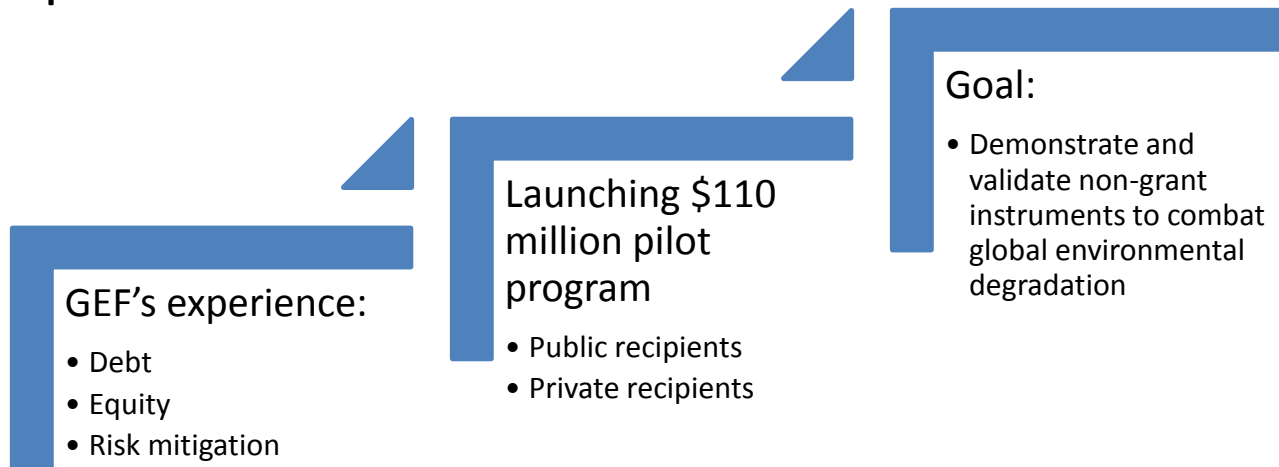 GEF’s experience:
• Debt
• Equity
• Risk mitigation
Launching $110
million pilot
program
• Public recipients
• Private recipients
Goal:
• Demonstrate and
validate non-grant
instruments to combat
global environmental
degradation